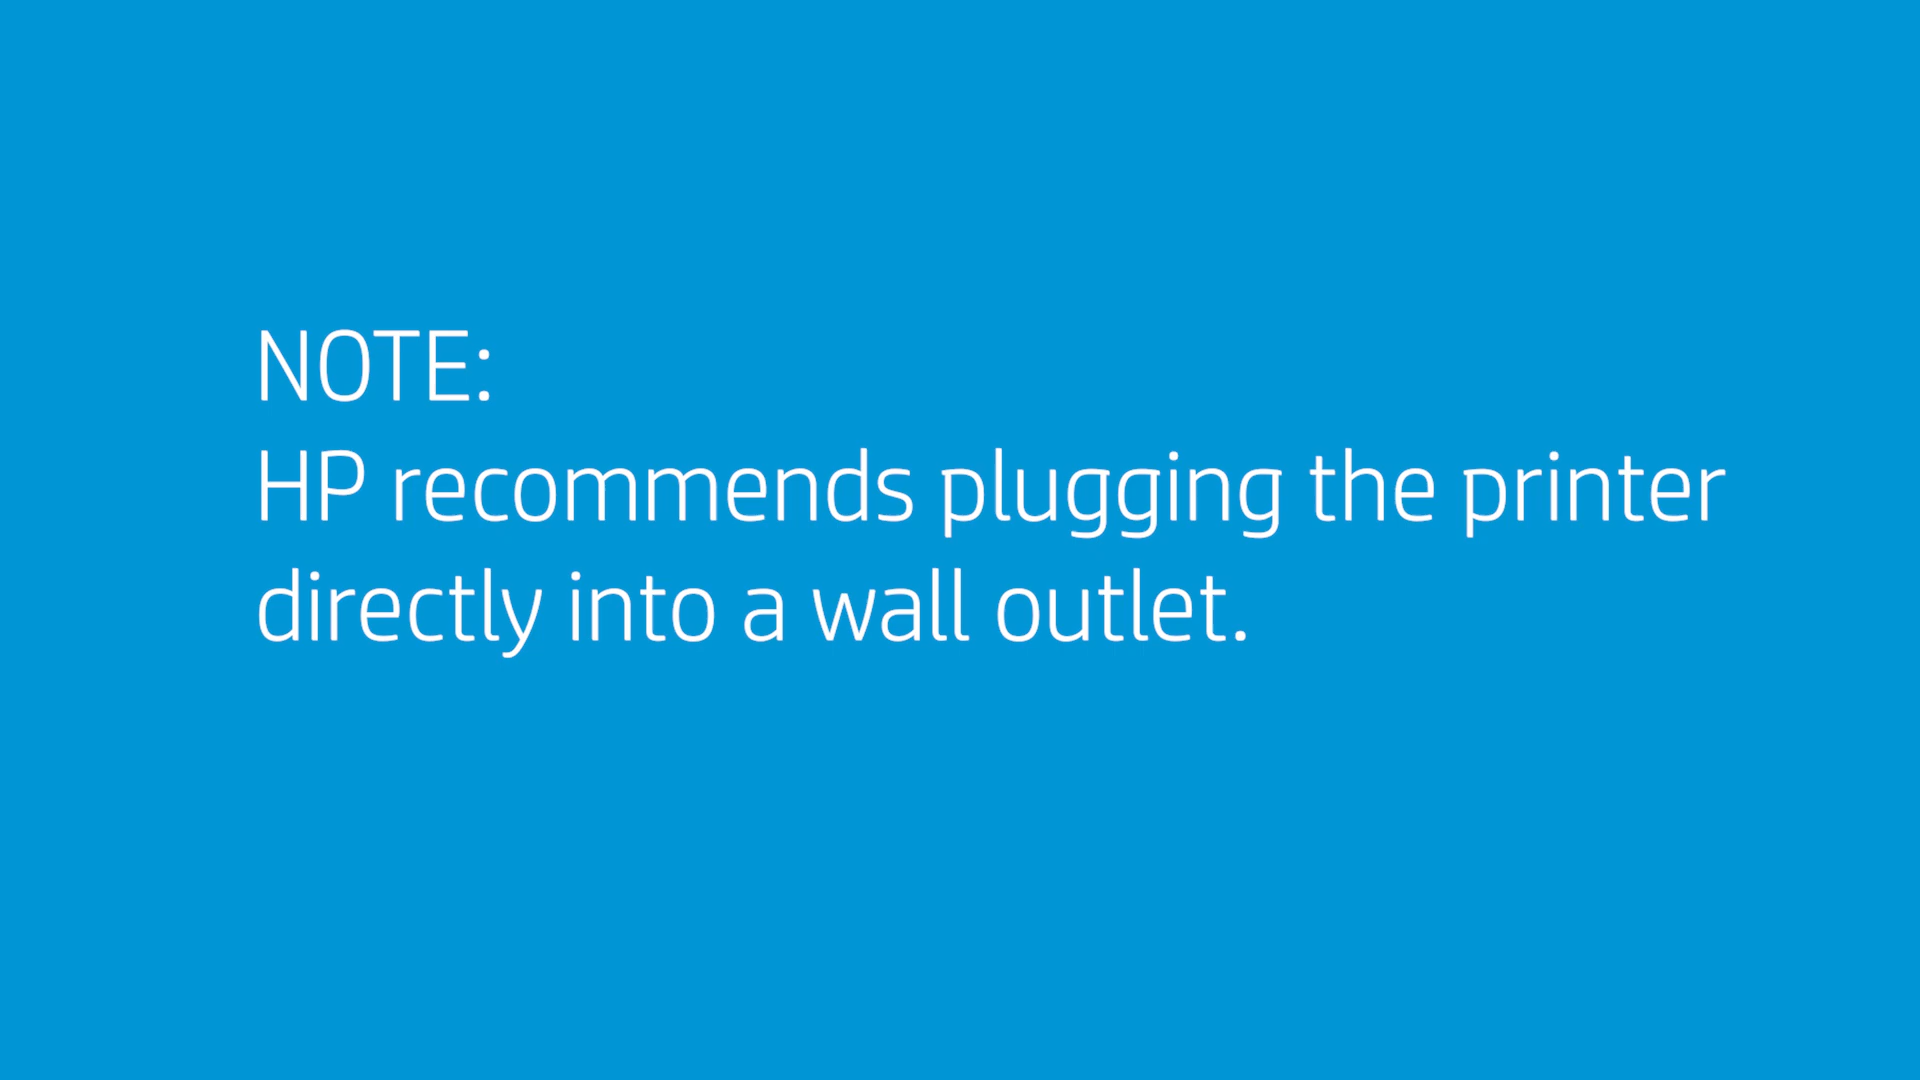 NOTE:
HP recommends plugging the printer
directly into a wall outlet.